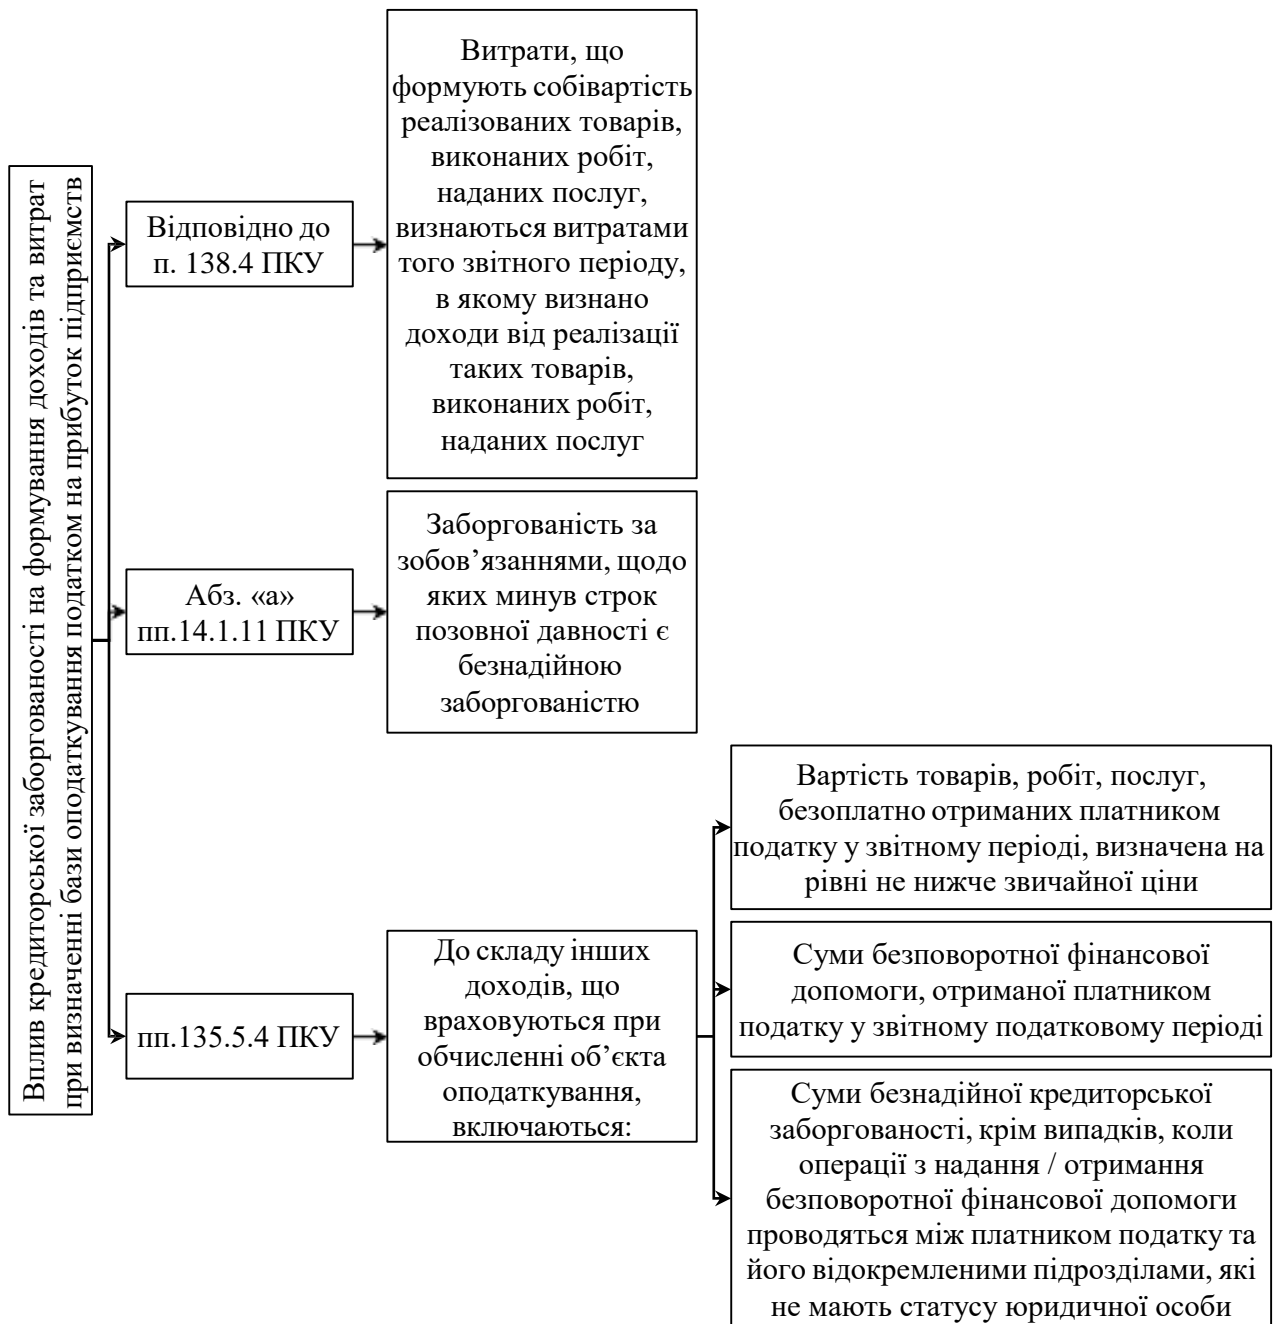 Вплив кредиторської заборгованості на формування доходів та витрат
при визначенні бази оподаткування податком на прибуток підприємств
Відповідно до
п. 138.4 ПКУ
Витрати, що
формують собівартість
реалізованих товарів,
виконаних робіт,
наданих послуг,
визнаються витратами
того звітного періоду,
в якому визнано
доходи від реалізації
таких товарів,
виконаних робіт,
наданих послуг
Абз. «а»
пп.14.1.11 ПКУ
Заборгованість за
зобов’язаннями, щодо
яких минув строк
позовної давності є
безнадійною
заборгованістю
пп.135.5.4 ПКУ
До складу інших
доходів, що
враховуються при
обчисленні об’єкта
оподаткування,
включаються:
Вартість товарів, робіт, послуг,
безоплатно отриманих платником
податку у звітному періоді, визначена на
рівні не нижче звичайної ціни
Суми безповоротної фінансової
допомоги, отриманої платником
податку у звітному податковому періоді
Суми безнадійної кредиторської
заборгованості, крім випадків, коли
операції з надання / отримання
безповоротної фінансової допомоги
проводяться між платником податку та
його відокремленими підрозділами, які
не мають статусу юридичної особи